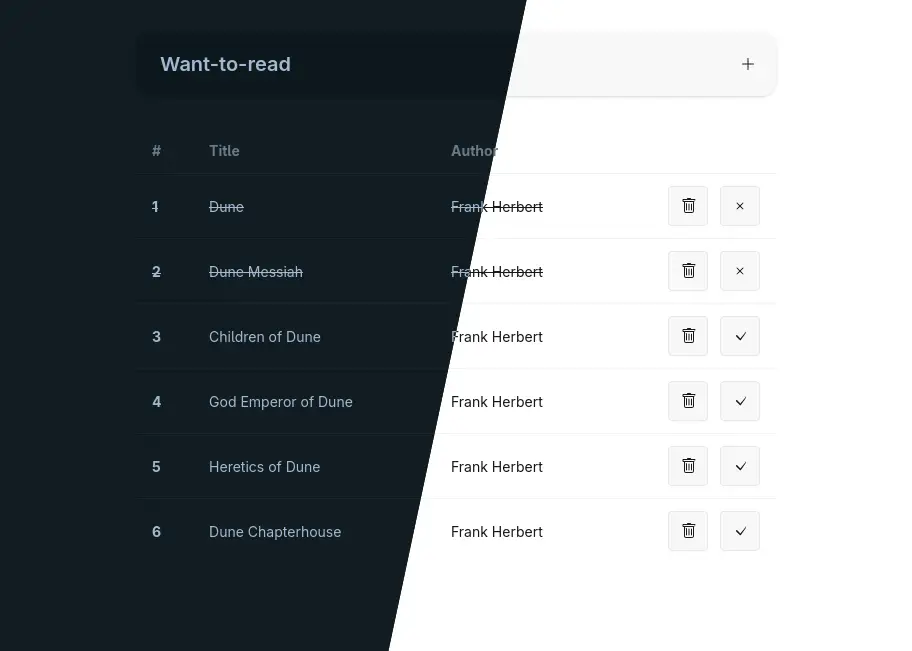 Want-to-read
# Title Author
1 Dune Frank Herbert
2 Dune Messiah Frank Herbert
3 Children of Dune Frank Herbert
4 God Emperor of Dune Frank Herbert
5 Heretics of Dune Frank Herbert
6 Dune Chapterhouse Frank Herbert